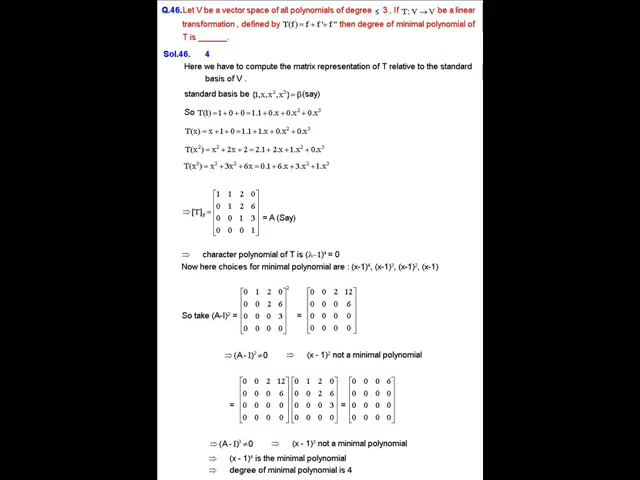 Q.46. Let V be a vector space of all polynomials of degree ≤ 3 , If T: V → V be a linear
transformation, defined by T(f) = f + f'+ f'' then degree of minimal polynomial of
T is ______.
Sol.46. 4
Here we have to compute the matrix representation of T relative to the standard
basis of V .
standard basis be {1,x,x²,x³} = β(say)
So T(1) = 1 + 0 + 0 = 1.1 + 0.x + 0.x² + 0.x³
T(x) = x + 1 + 0 = 1.1 + 1.x + 0.x² + 0.x³
T(x²) = x² + 2x + 2 = 2.1 + 2.x + 1.x² + 0.x³
T(x³) = x³ + 3x² + 6x = 0.1 + 6.x + 3.x² + 1.x³
1 1 2 0
0 1 2 6
⇒ [T]β = = A (Say)
0 0 1 3
0 0 0 1
⇒ character polynomial of T is (λ−1)⁴ = 0
Now here choices for minimal polynomial are : (x-1)⁴, (x-1)³, (x-1)², (x-1)
0 1 2 0 ² 0 0 2 12
0 0 2 6 0 0 0 6
So take (A-I)² = =
0 0 0 3 0 0 0 0
0 0 0 0 0 0 0 0
⇒ (A - I)² ≠ 0 ⇒ (x - 1)² not a minimal polynomial
0 0 2 12 0 1 2 0 0 0 0 6
0 0 0 6 0 0 2 6 0 0 0 0
= =
0 0 0 0 0 0 0 3 0 0 0 0
0 0 0 0 0 0 0 0 0 0 0 0
⇒ (A - I)³ ≠ 0 ⇒ (x - 1)³ not a minimal polynomial
⇒ (x - 1)⁴ is the minimal polynomial
⇒ degree of minimal polynomial is 4